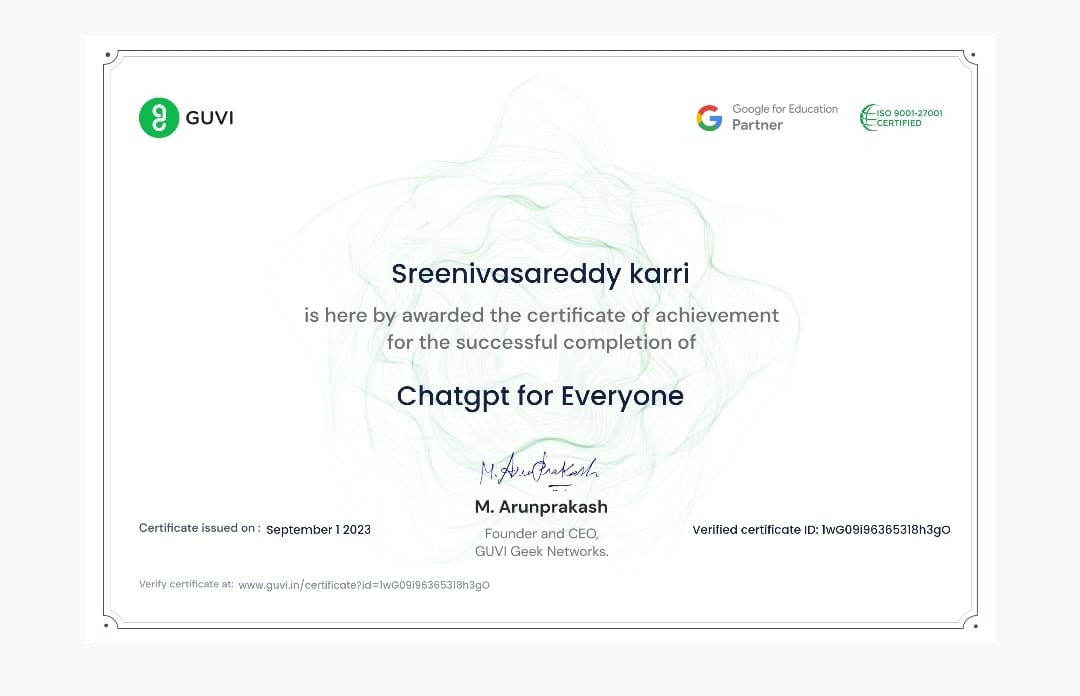 GUVI
Google for Education
Partner
ISO 9001-27001
CERTIFIED
Sreenivasareddy karri
is here by awarded the certificate of achievement
for the successful completion of
Chatgpt for Everyone
M. Arunprakash
M. Arunprakash
Founder and CEO,
GUVI Geek Networks.
Certificate issued on : September 1 2023
Verified certificate ID: 1wG09i96365318h3gO
Verify certificate at: www.guvi.in/certificate?id=1wG09i96365318h3gO